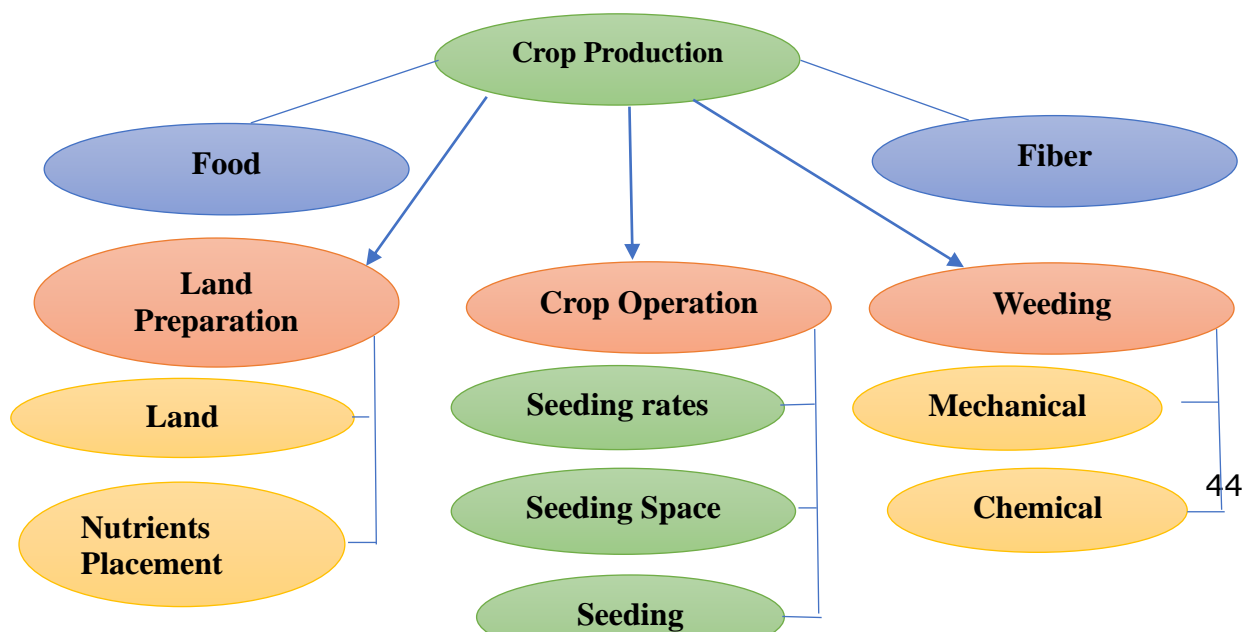 Crop Production
Food
Fiber
Land
Preparation
Crop Operation
Weeding
Land
Seeding rates
Mechanical
Nutrients
Placement
Seeding Space
Chemical
44
Seeding